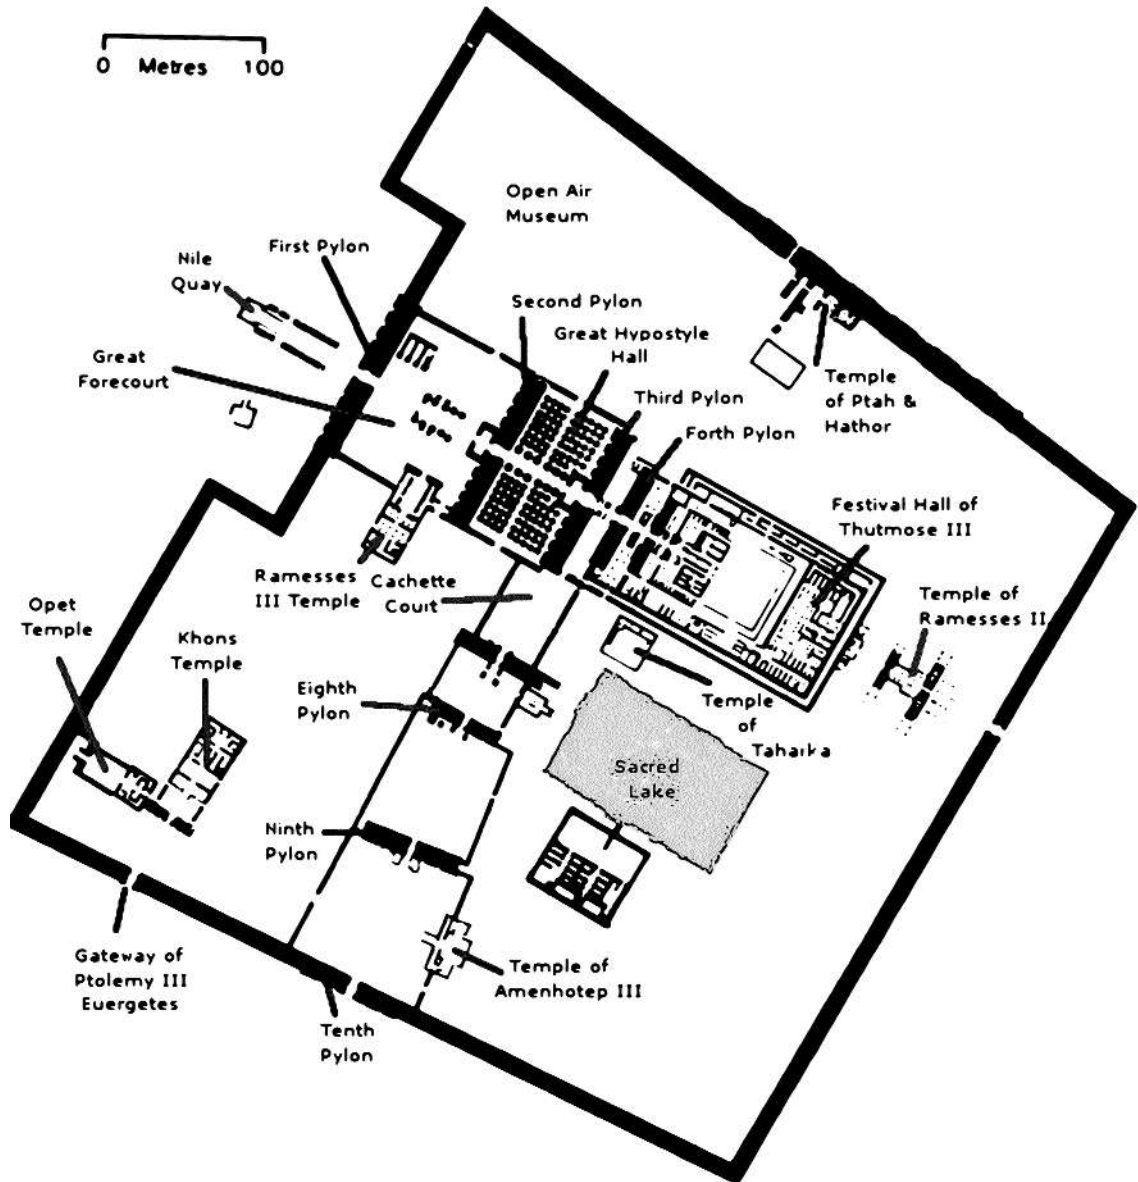 0 Metres 100
Open Air
Museum
First Pylon
Nile
Quay
Second Pylon
Great Hypostyle
Hall
Great
Forecourt
Temple
of Ptah &
Hathor
Third Pylon
Forth Pylon
Festival Hall of
Thutmose III
Ramesses
III Temple
Cachette
Court
Temple of
Ramesses II
Opet
Temple
Khons
Temple
Eighth
Pylon
Temple
of
Taharka
Sacred
Lake
Ninth
Pylon
Gateway of
Ptolemy III
Euergetes
Temple of
Amenhotep III
Tenth
Pylon